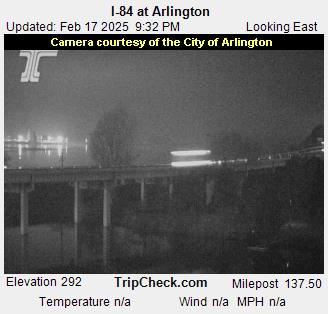 I-84 at Arlington
Updated: Feb 17 2025 9:32 PM Looking East
Camera courtesy of the City of Arlington
Elevation 292 TripCheck.com Milepost 137.50
Temperature n/a Wind n/a MPH n/a